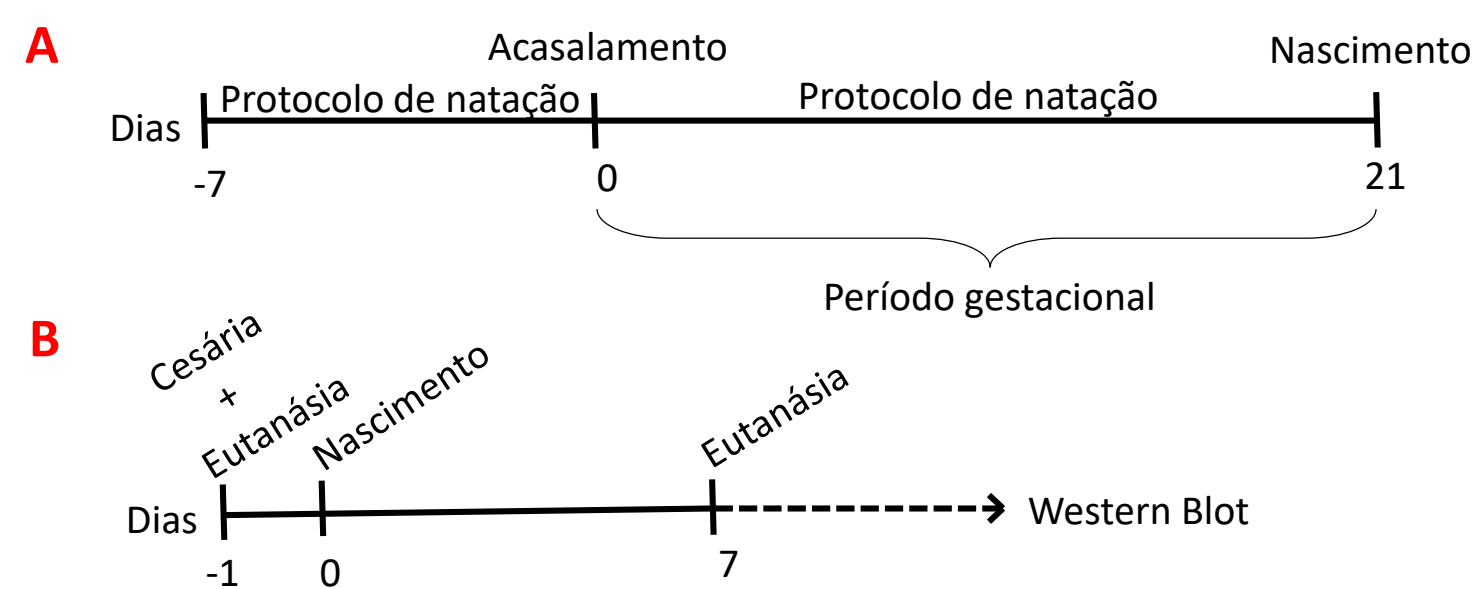 A
Acasalamento
Nascimento
Protocolo de natação
Protocolo de natação
Dias
-7
0
21
Período gestacional
B
Cesária
+
Eutanásia
Nascimento
Eutanásia
Dias
Western Blot
-1
0
7